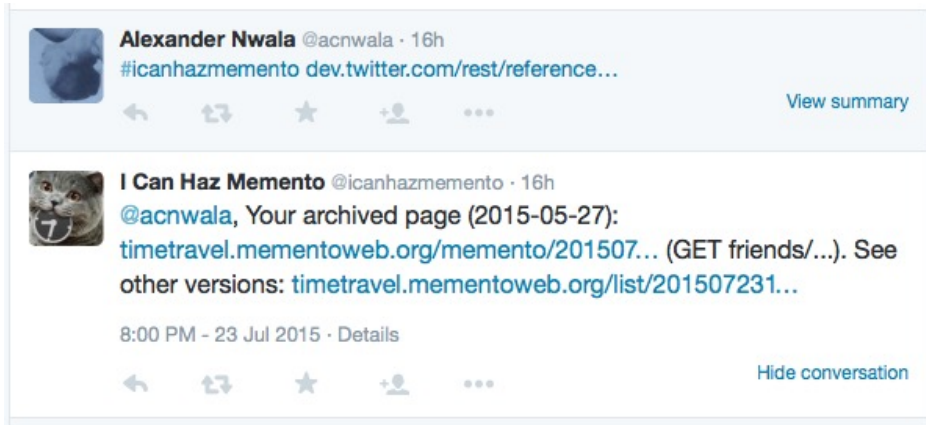 Alexander Nwala @acnwala · 16h
#icanhazmemento dev.twitter.com/rest/reference...
View summary
I Can Haz Memento @icanhazmemento · 16h
@acnwala, Your archived page (2015-05-27):
timetravel.mementoweb.org/memento/201507... (GET friends/...). See
other versions: timetravel.mementoweb.org/list/201507231...
8:00 PM - 23 Jul 2015 · Details
Hide conversation